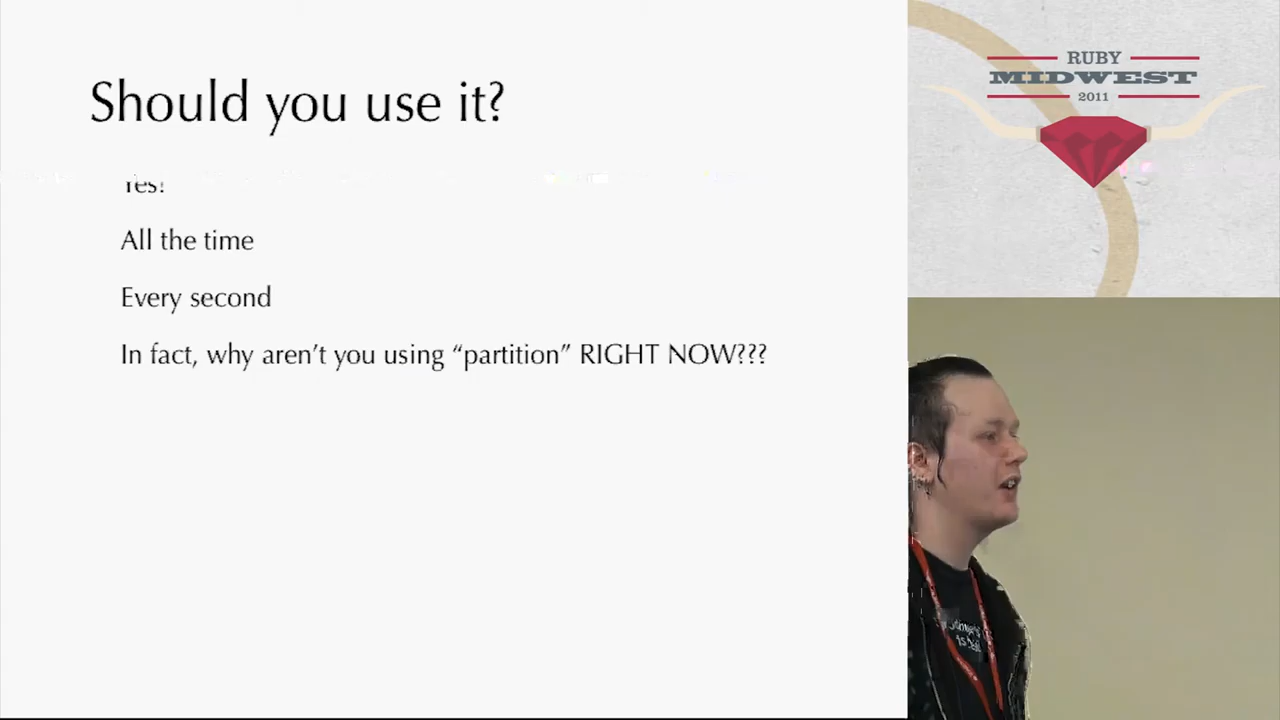 Should you use it?
Yes!
All the time
Every second
In fact, why aren't you using “partition” RIGHT NOW???
RUBY
MIDWEST
2011